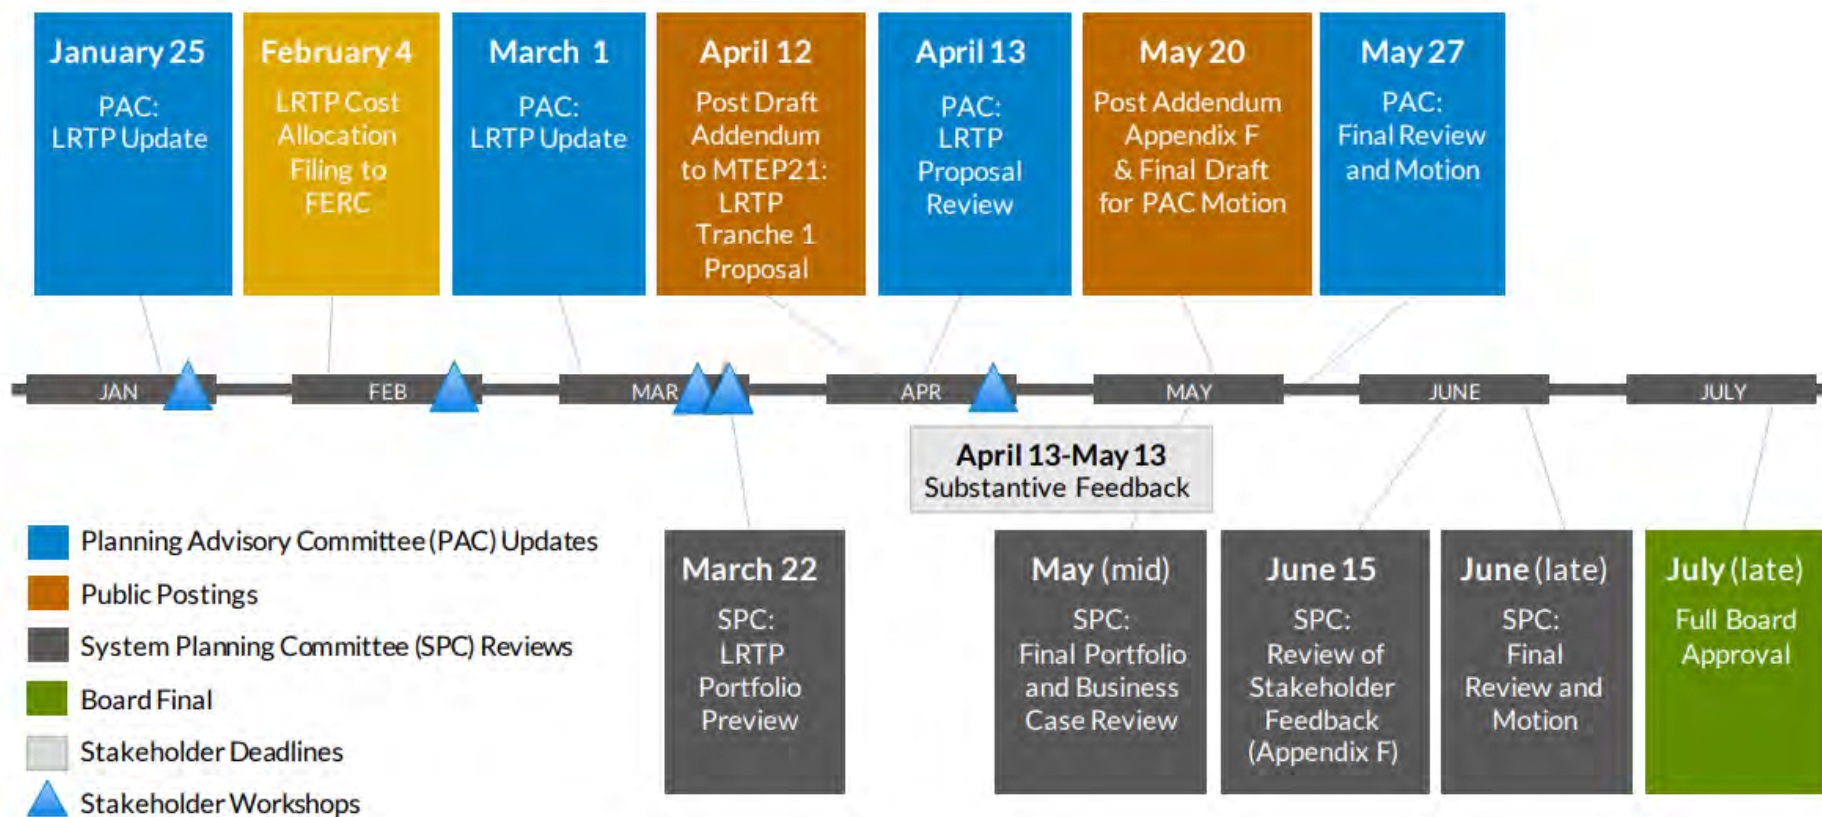 January 25
PAC:
LRTP Update
February 4
LRTP Cost
Allocation
Filing to
FERC
March 1
PAC:
LRTP Update
April 12
Post Draft
Addendum
to MTEP21:
LRTP
Tranche 1
Proposal
April 13
PAC:
LRTP
Proposal
Review
May 20
Post Addendum
Appendix F
& Final Draft
for PAC Motion
May 27
PAC:
Final Review
and Motion
JAN
FEB
MAR
APR
MAY
JUNE
JULY
April 13-May 13
Substantive Feedback
Planning Advisory Committee (PAC) Updates
Public Postings
System Planning Committee (SPC) Reviews
Board Final
Stakeholder Deadlines
Stakeholder Workshops
March 22
SPC:
LRTP
Portfolio
Preview
May (mid)
SPC:
Final Portfolio
and Business
Case Review
June 15
SPC:
Review of
Stakeholder
Feedback
(Appendix F)
June (late)
SPC:
Final
Review and
Motion
July (late)
Full Board
Approval